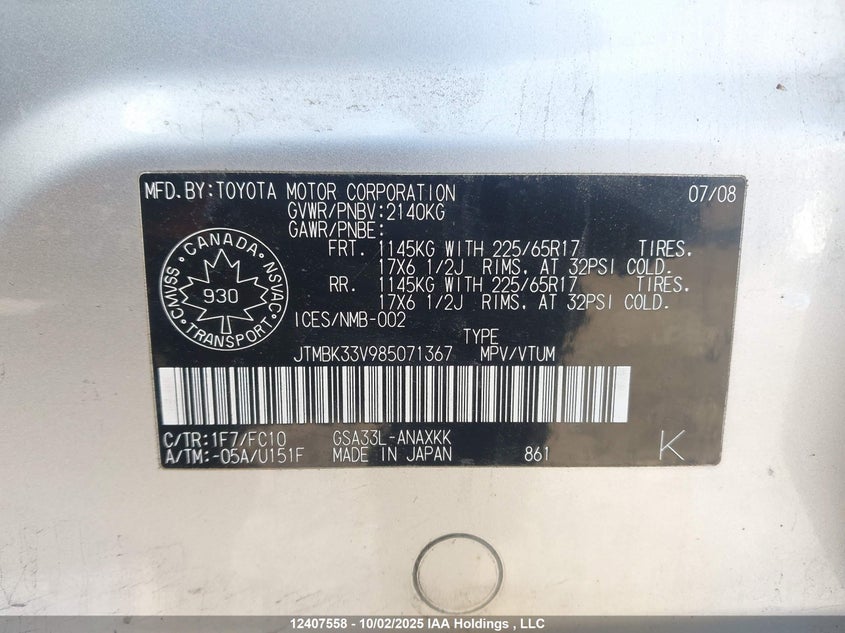 MFD.BY:TOYOTA MOTOR CORPORATION 07/08
GVWR/PNBV:2140KG
GAWR/PNBE:
FRT. 1145KG WITH 225/65R17 TIRES.
17X6 1/2J RIMS. AT 32PSI COLD.
RR. 1145KG WITH 225/65R17 TIRES.
17X6 1/2J RIMS. AT 32PSI COLD.
CANADA
CMVSS 930 NSVAC
TRANSPORT
ICES/NMB-002
TYPE
JTMBK33V985071367 MPV/VTUM
C/TR:1F7/FC10 GSA33L-ANAXKK
A/TM:-05A/U151F MADE IN JAPAN 861 K
12407558 - 10/02/2025 IAA Holdings , LLC